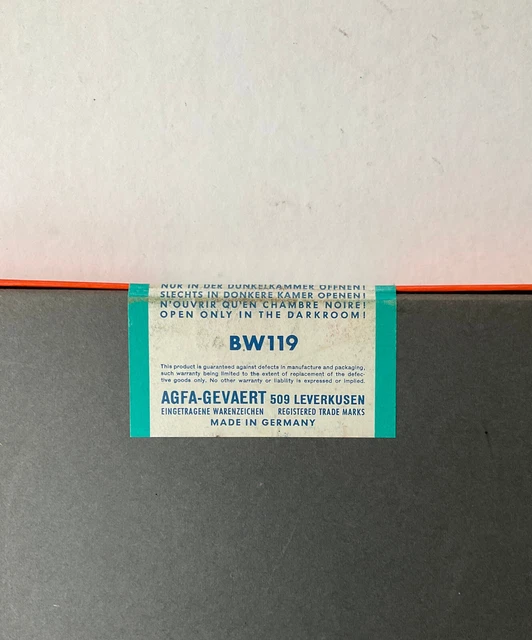 NUR IN DER DUNKELKAMMER ÖFFNEN!
SLECHTS IN DONKERE KAMER OPENEN!
N'OUVRIR QU'EN CHAMBRE NOIRE!
OPEN ONLY IN THE DARKROOM!
BW119
This product is guaranteed against defects in manufacture and packaging,
such warranty being limited to the extent of replacement of the defec-
tive goods only. No other warranty or liability is expressed or implied.
AGFA-GEVAERT 509 LEVERKUSEN
EINGETRAGENE WARENZEICHEN REGISTERED TRADE MARKS
MADE IN GERMANY